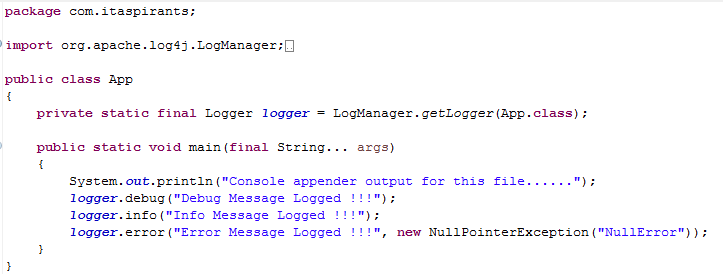 package com.itaspirants;
import org.apache.log4j.LogManager;
public class App
{
private static final Logger logger = LogManager.getLogger(App.class);
public static void main(final String... args)
{
System.out.println("Console appender output for this file......");
logger.debug("Debug Message Logged !!!");
logger.info("Info Message Logged !!!");
logger.error("Error Message Logged !!!", new NullPointerException("NullError"));
}
}